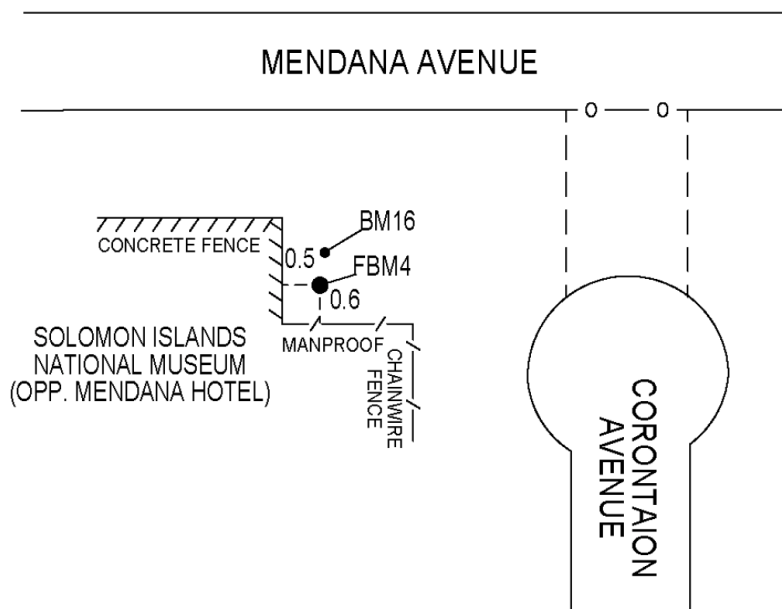 MENDANA AVENUE
O O
BM16
CONCRETE FENCE
0.5
FBM4
0.6
SOLOMON ISLANDS
NATIONAL MUSEUM
(OPP. MENDANA HOTEL)
MANPROOF
CHAINWIRE
FENCE
CORONTAION
AVENUE